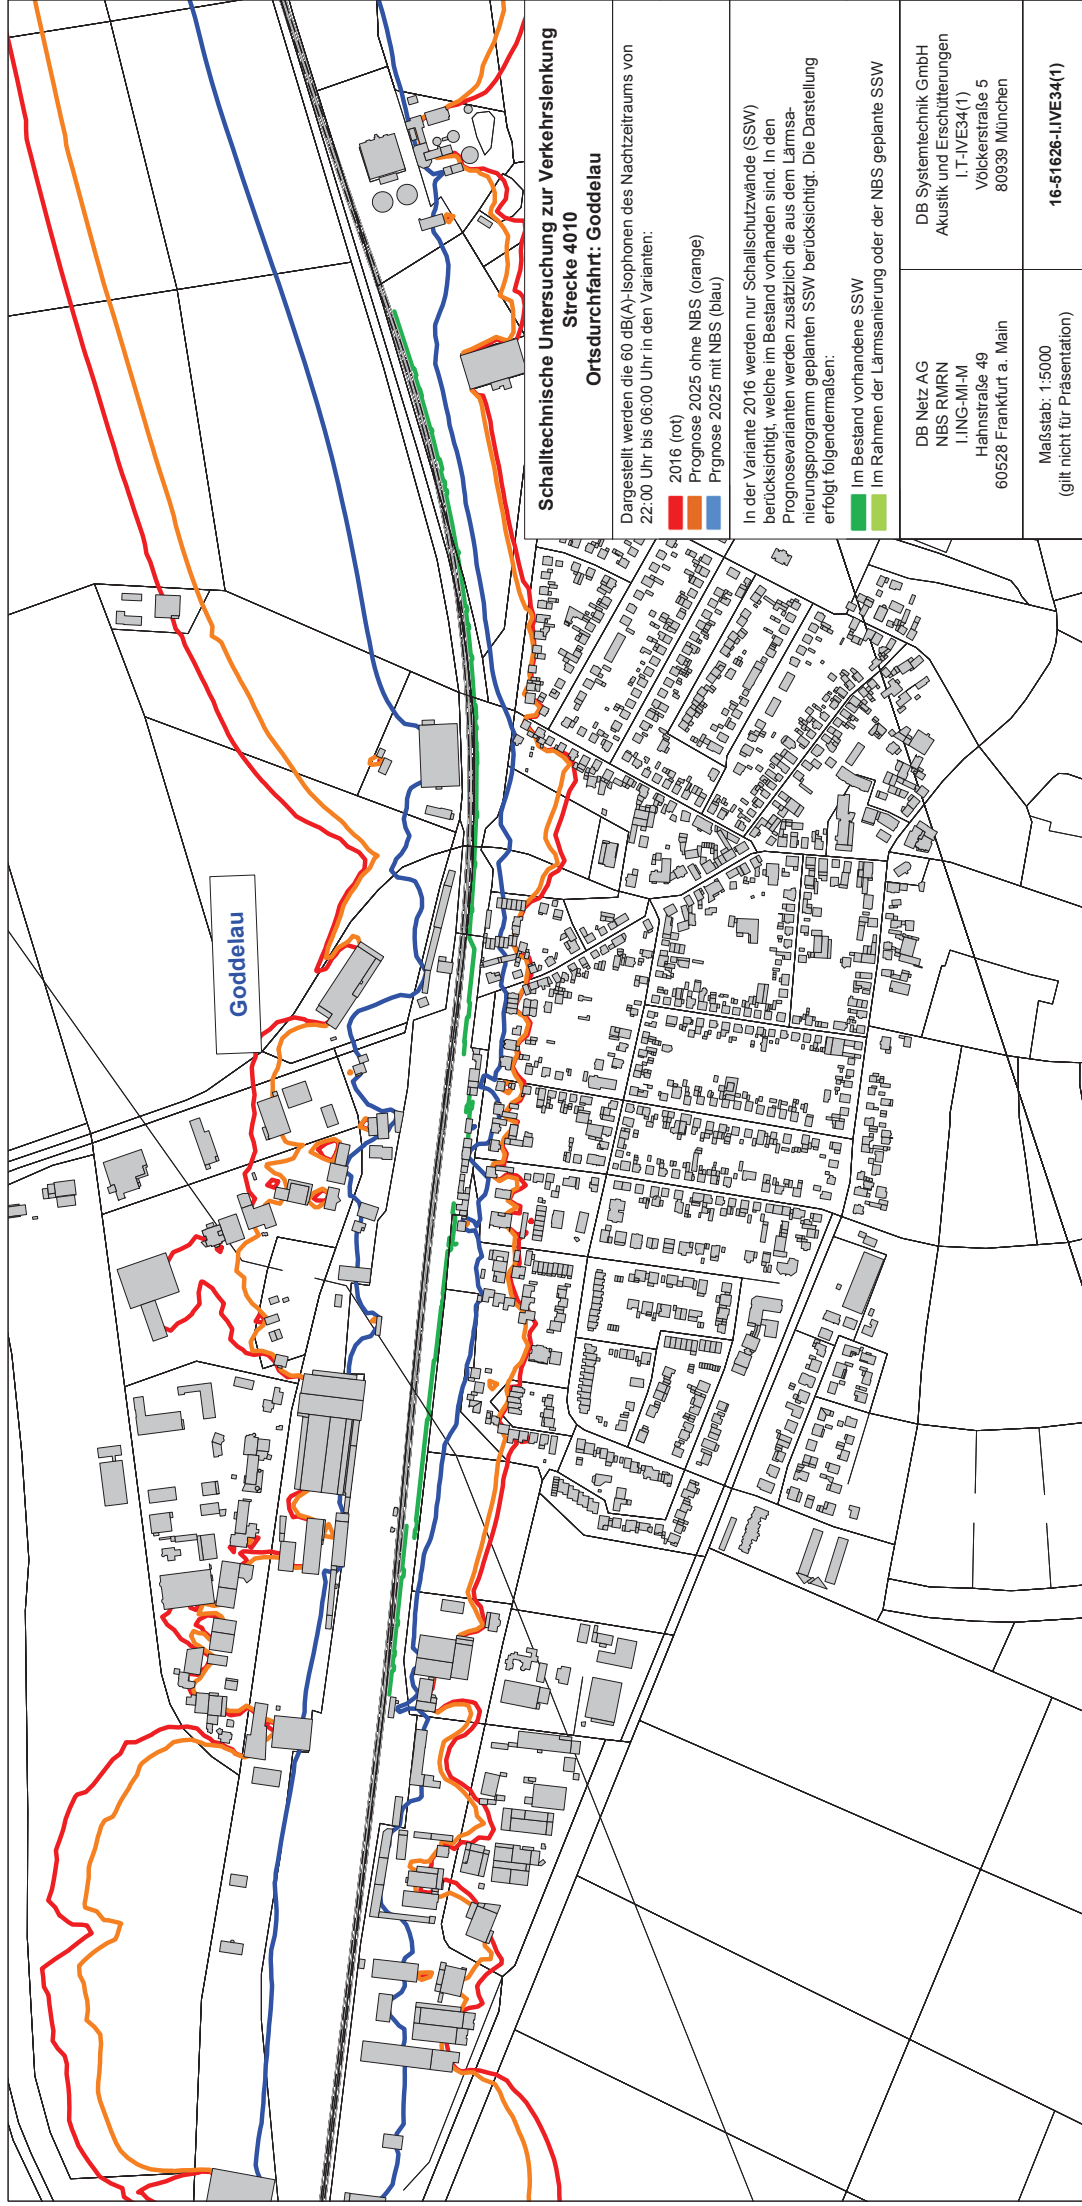 Goddelau
Schalltechnische Untersuchung zur Verkehrslenkung
Strecke 4010
Ortsdurchfahrt: Goddelau
Dargestellt werden die 60 dB(A)-Isophonen des Nachtzeitraums von
22:00 Uhr bis 06:00 Uhr in den Varianten:
2016 (rot)
Prognose 2025 ohne NBS (orange)
Prgnose 2025 mit NBS (blau)
In der Variante 2016 werden nur Schallschutzwände (SSW)
berücksichtigt, welche im Bestand vorhanden sind. In den
Prognosevarianten werden zusätzlich die aus dem Lärmsa-
nierungsprogramm geplanten SSW berücksichtigt. Die Darstellung
erfolgt folgendermaßen:
Im Bestand vorhandene SSW
Im Rahmen der Lärmsanierung oder der NBS geplante SSW
DB Netz AG
NBS RMRN
I.ING-MI-M
Hahnstraße 49
60528 Frankfurt a. Main
DB Systemtechnik GmbH
Akustik und Erschütterungen
I.T-IVE34(1)
Völckerstraße 5
80939 München
Maßstab: 1:5000
(gilt nicht für Präsentation)
16-51626-I.IVE34(1)